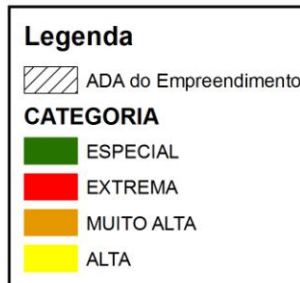 Legenda
ADA do Empreendimento
CATEGORIA
ESPECIAL
EXTREMA
MUITO ALTA
ALTA